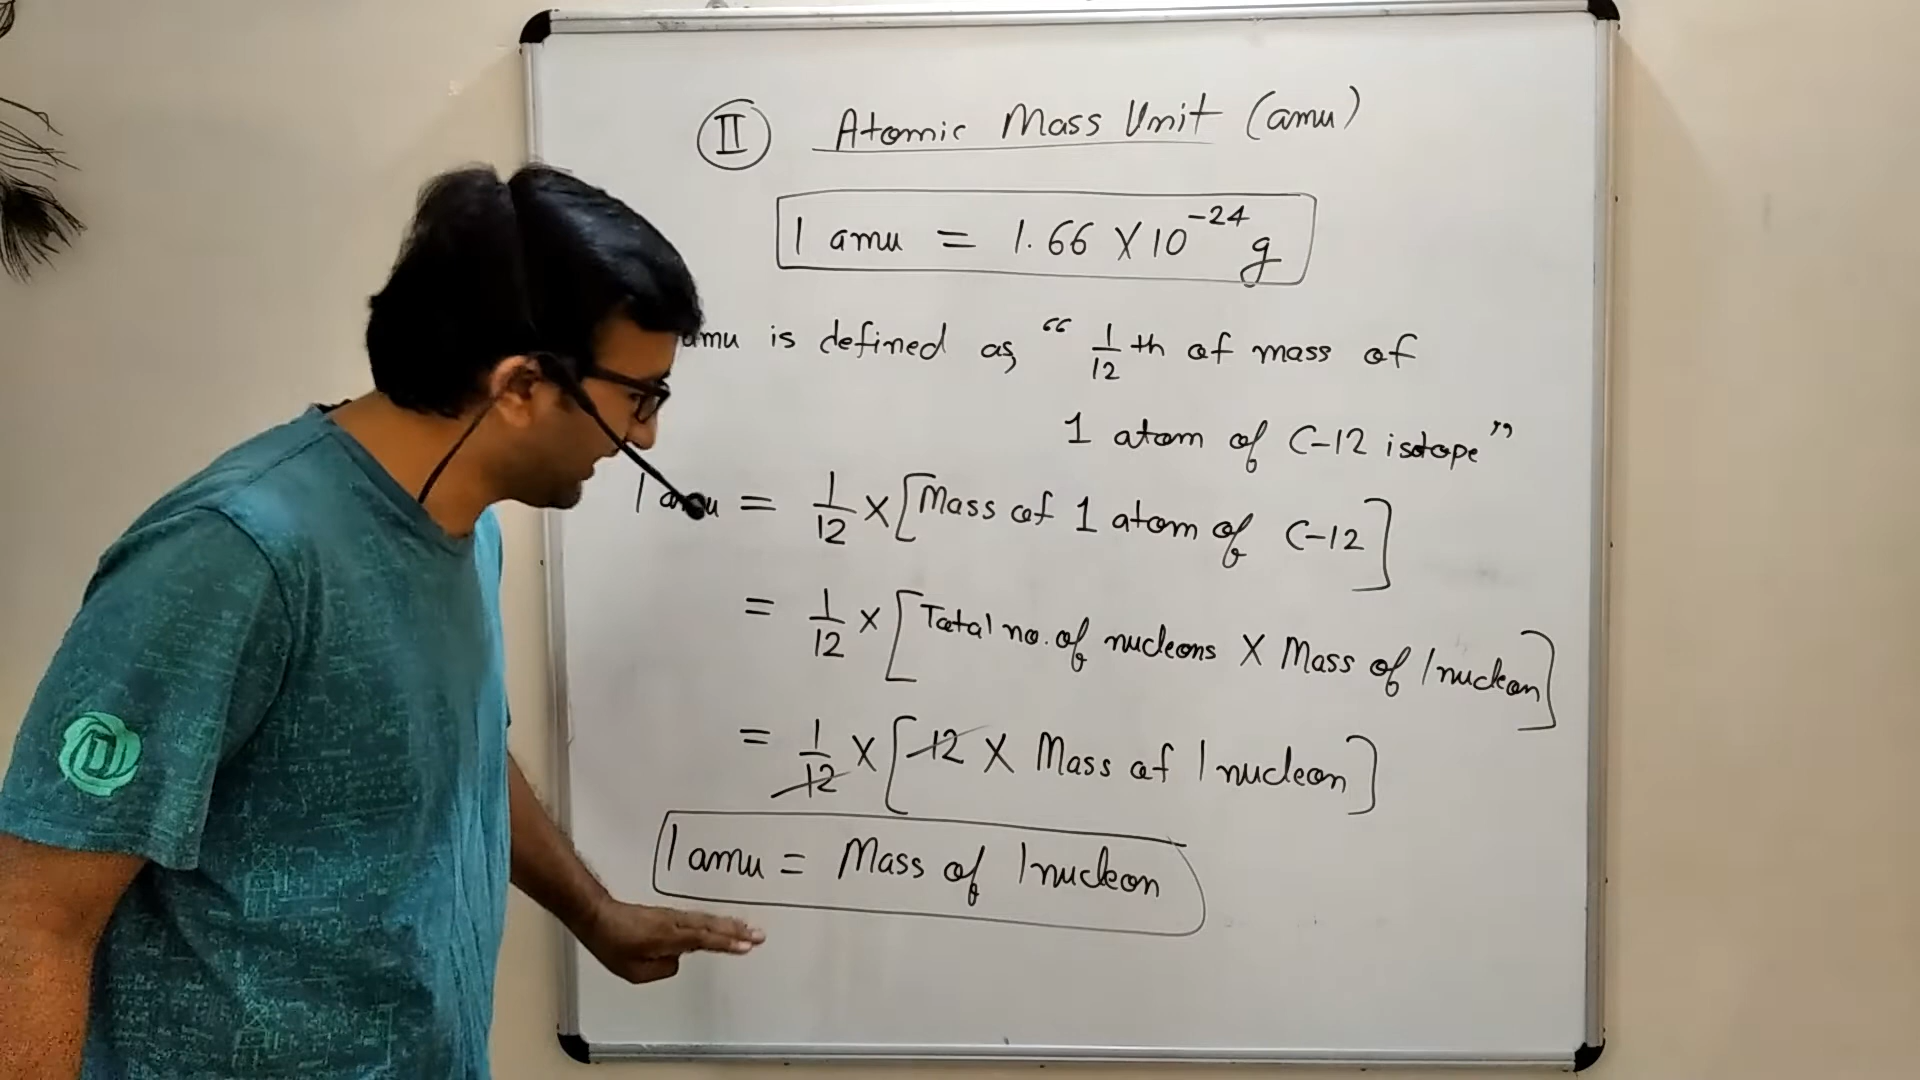 II Atomic Mass Unit (amu)
1 amu = 1.66 X 10⁻²⁴ g
amu is defined as, “ 1/12 th of mass of
1 atom of C-12 isotope ”
1 amu = 1/12 X [Mass of 1 atom of C-12]
= 1/12 X [Total no. of nucleons X Mass of 1 nucleon]
= 1/12 X [12 X Mass of 1 nucleon]
1 amu = Mass of 1 nucleon